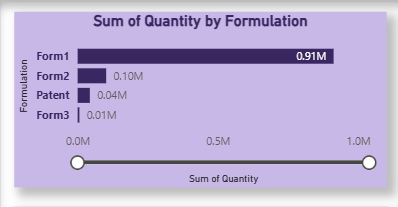 Sum of Quantity by Formulation
Formulation
Form1 0.91M
Form2 0.10M
Patent 0.04M
Form3 0.01M
0.0M 0.5M 1.0M
Sum of Quantity